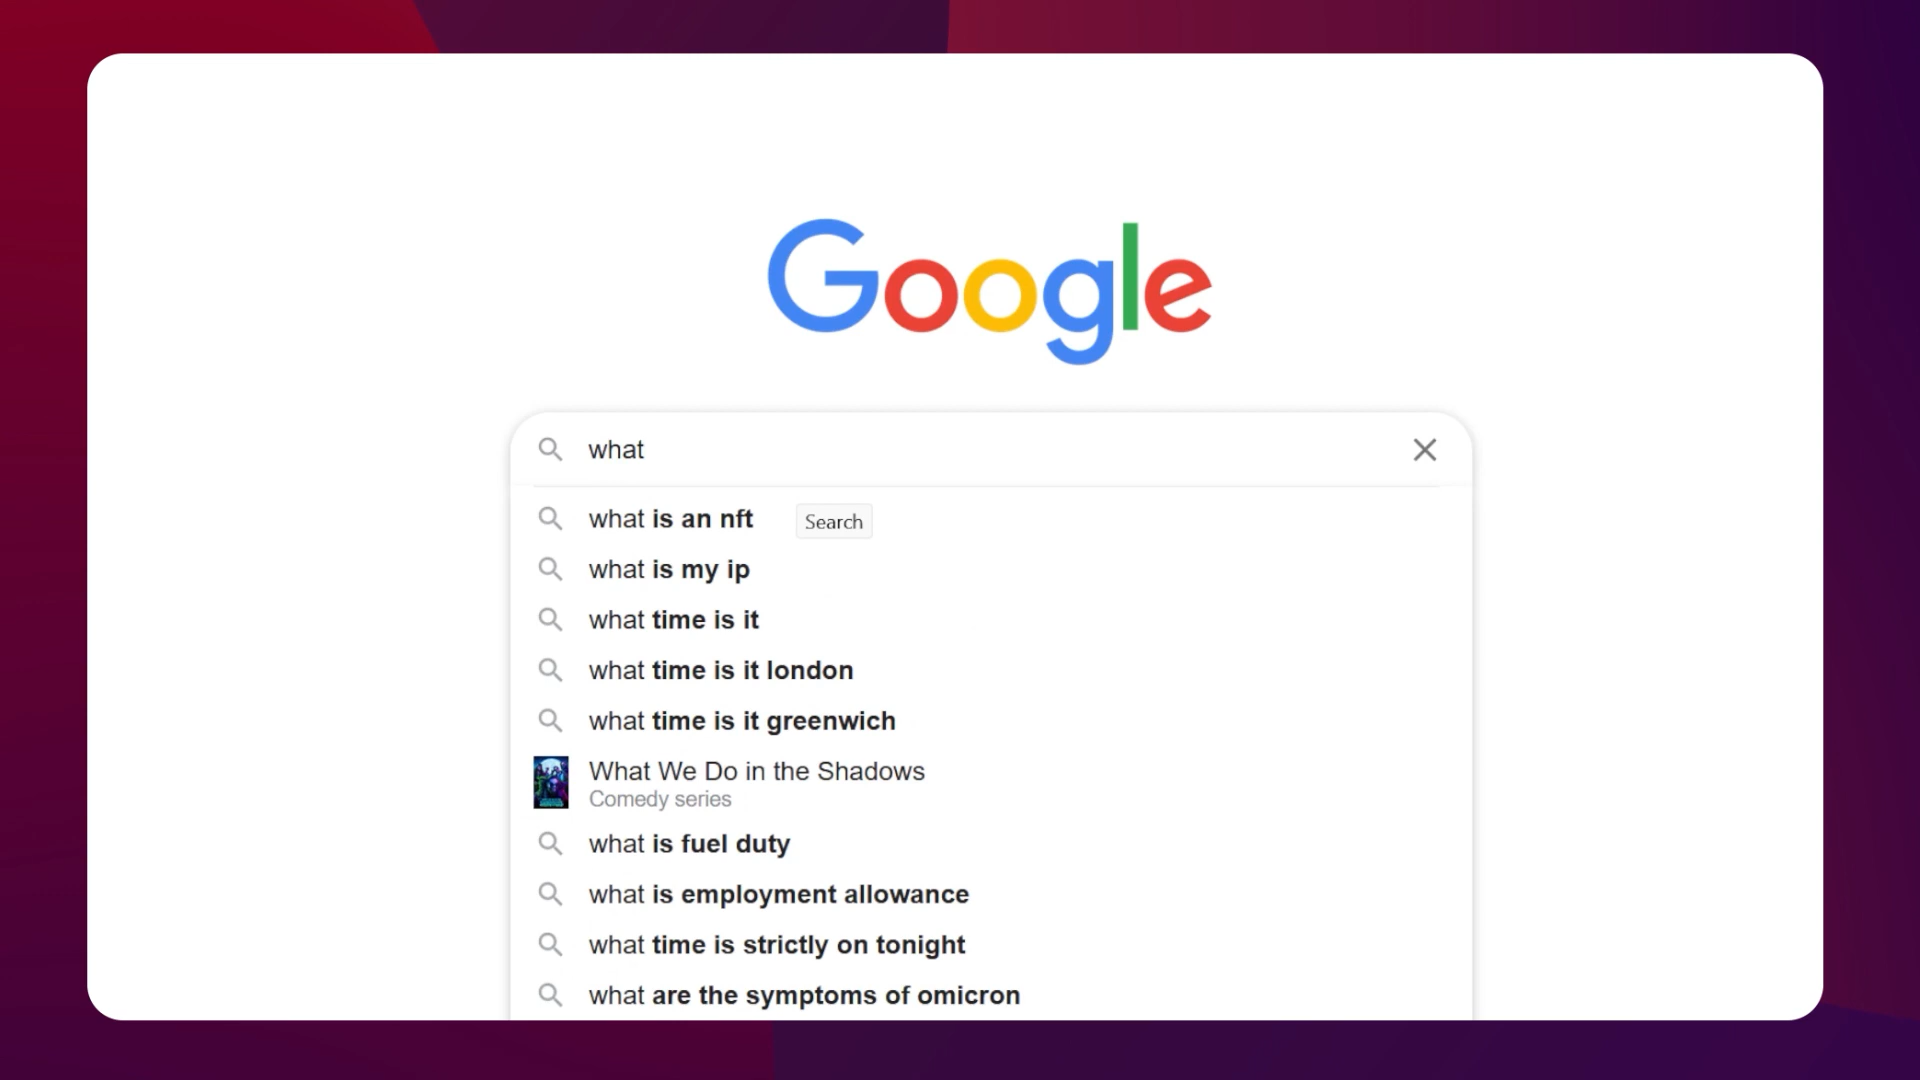 Google
what
what is an nft
Search
what is my ip
what time is it
what time is it london
what time is it greenwich
What We Do in the Shadows
Comedy series
what is fuel duty
what is employment allowance
what time is strictly on tonight
what are the symptoms of omicron